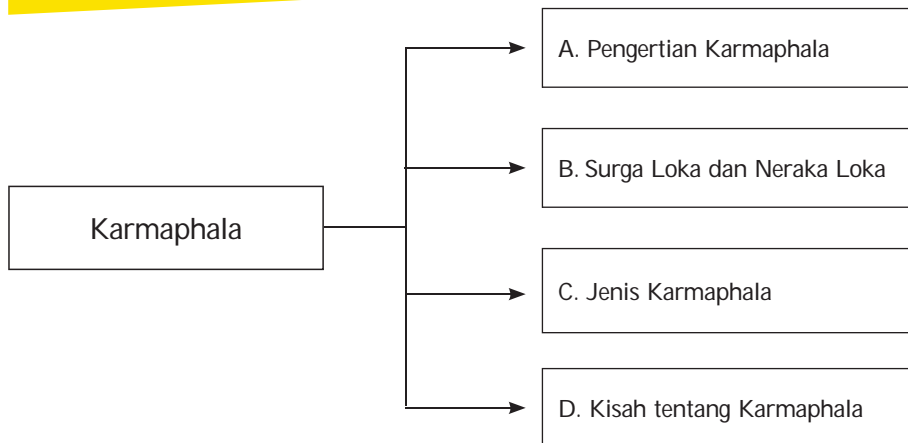 A. Pengertian Karmaphala
B. Surga Loka dan Neraka Loka
Karmaphala
C. Jenis Karmaphala
D. Kisah tentang Karmaphala